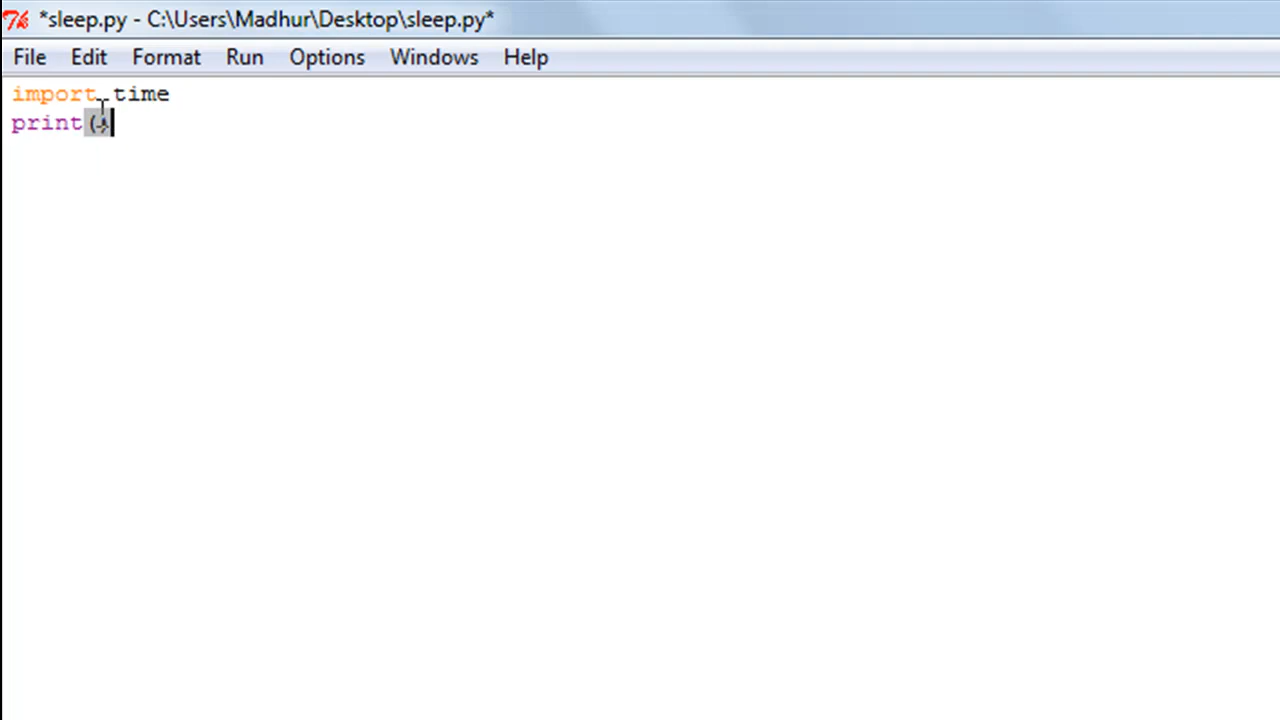 *sleep.py - C:\Users\Madhur\Desktop\sleep.py*
File Edit Format Run Options Windows Help
import time
print()